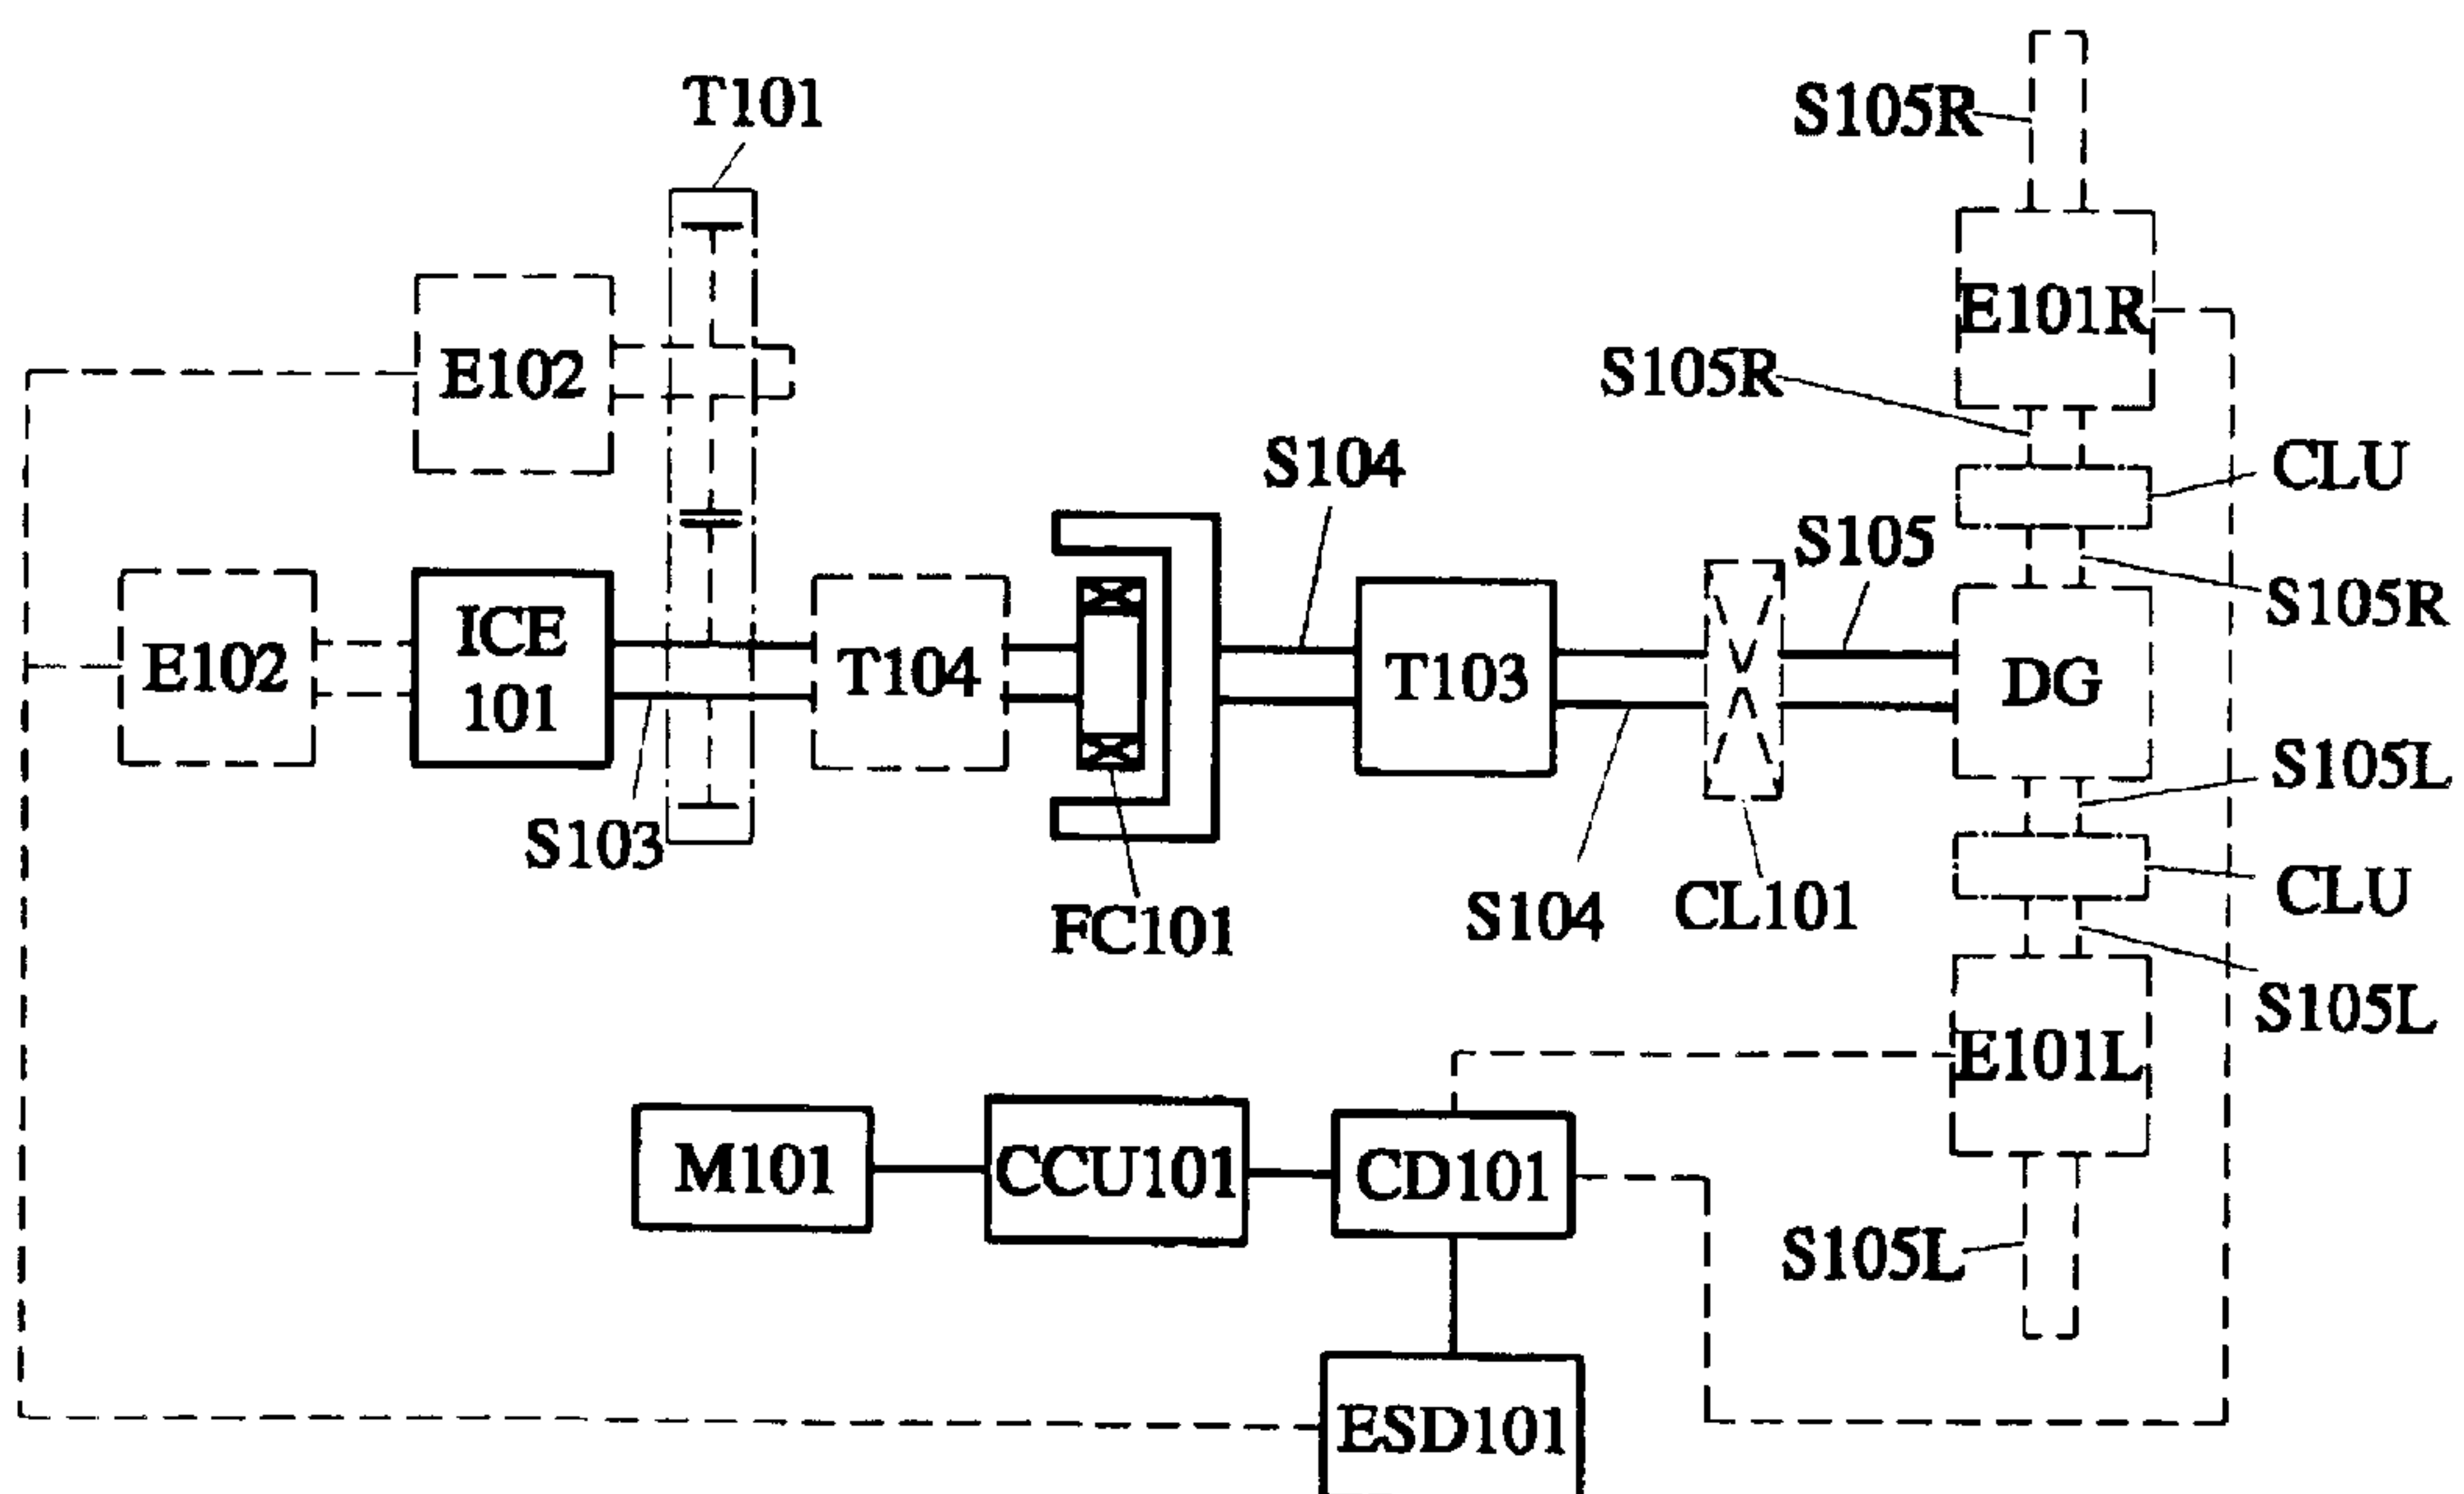 T101
S105R
E101R
E102
S105R
S104
CLU
S105
S105R
E102
ICE
101
T104
T103
DG
S105L
S103
FC101
S104
CL101
CLU
S105L
E101L
M101
CCU101
CD101
S105L
ESD101